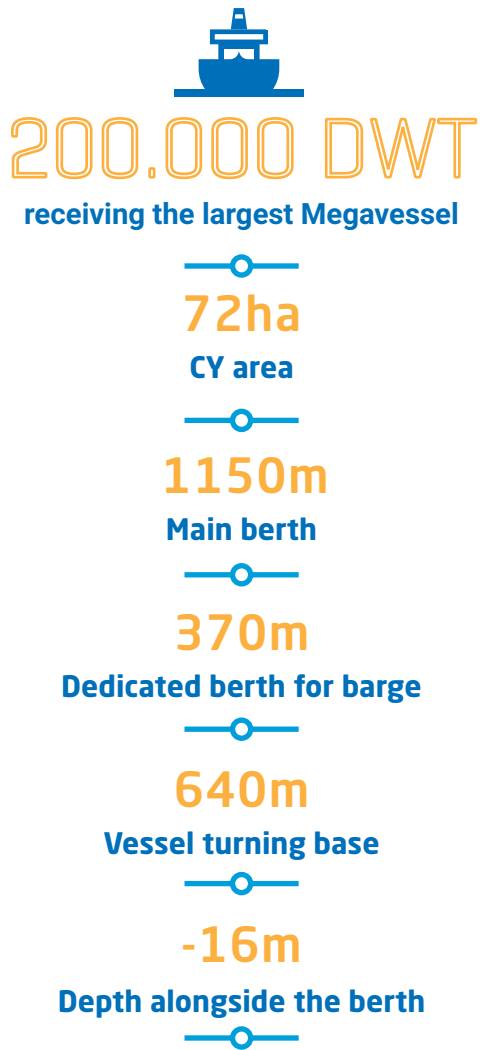 200.000 DWT
receiving the largest Megavessel
72ha
CY area
1150m
Main berth
370m
Dedicated berth for barge
640m
Vessel turning base
-16m
Depth alongside the berth